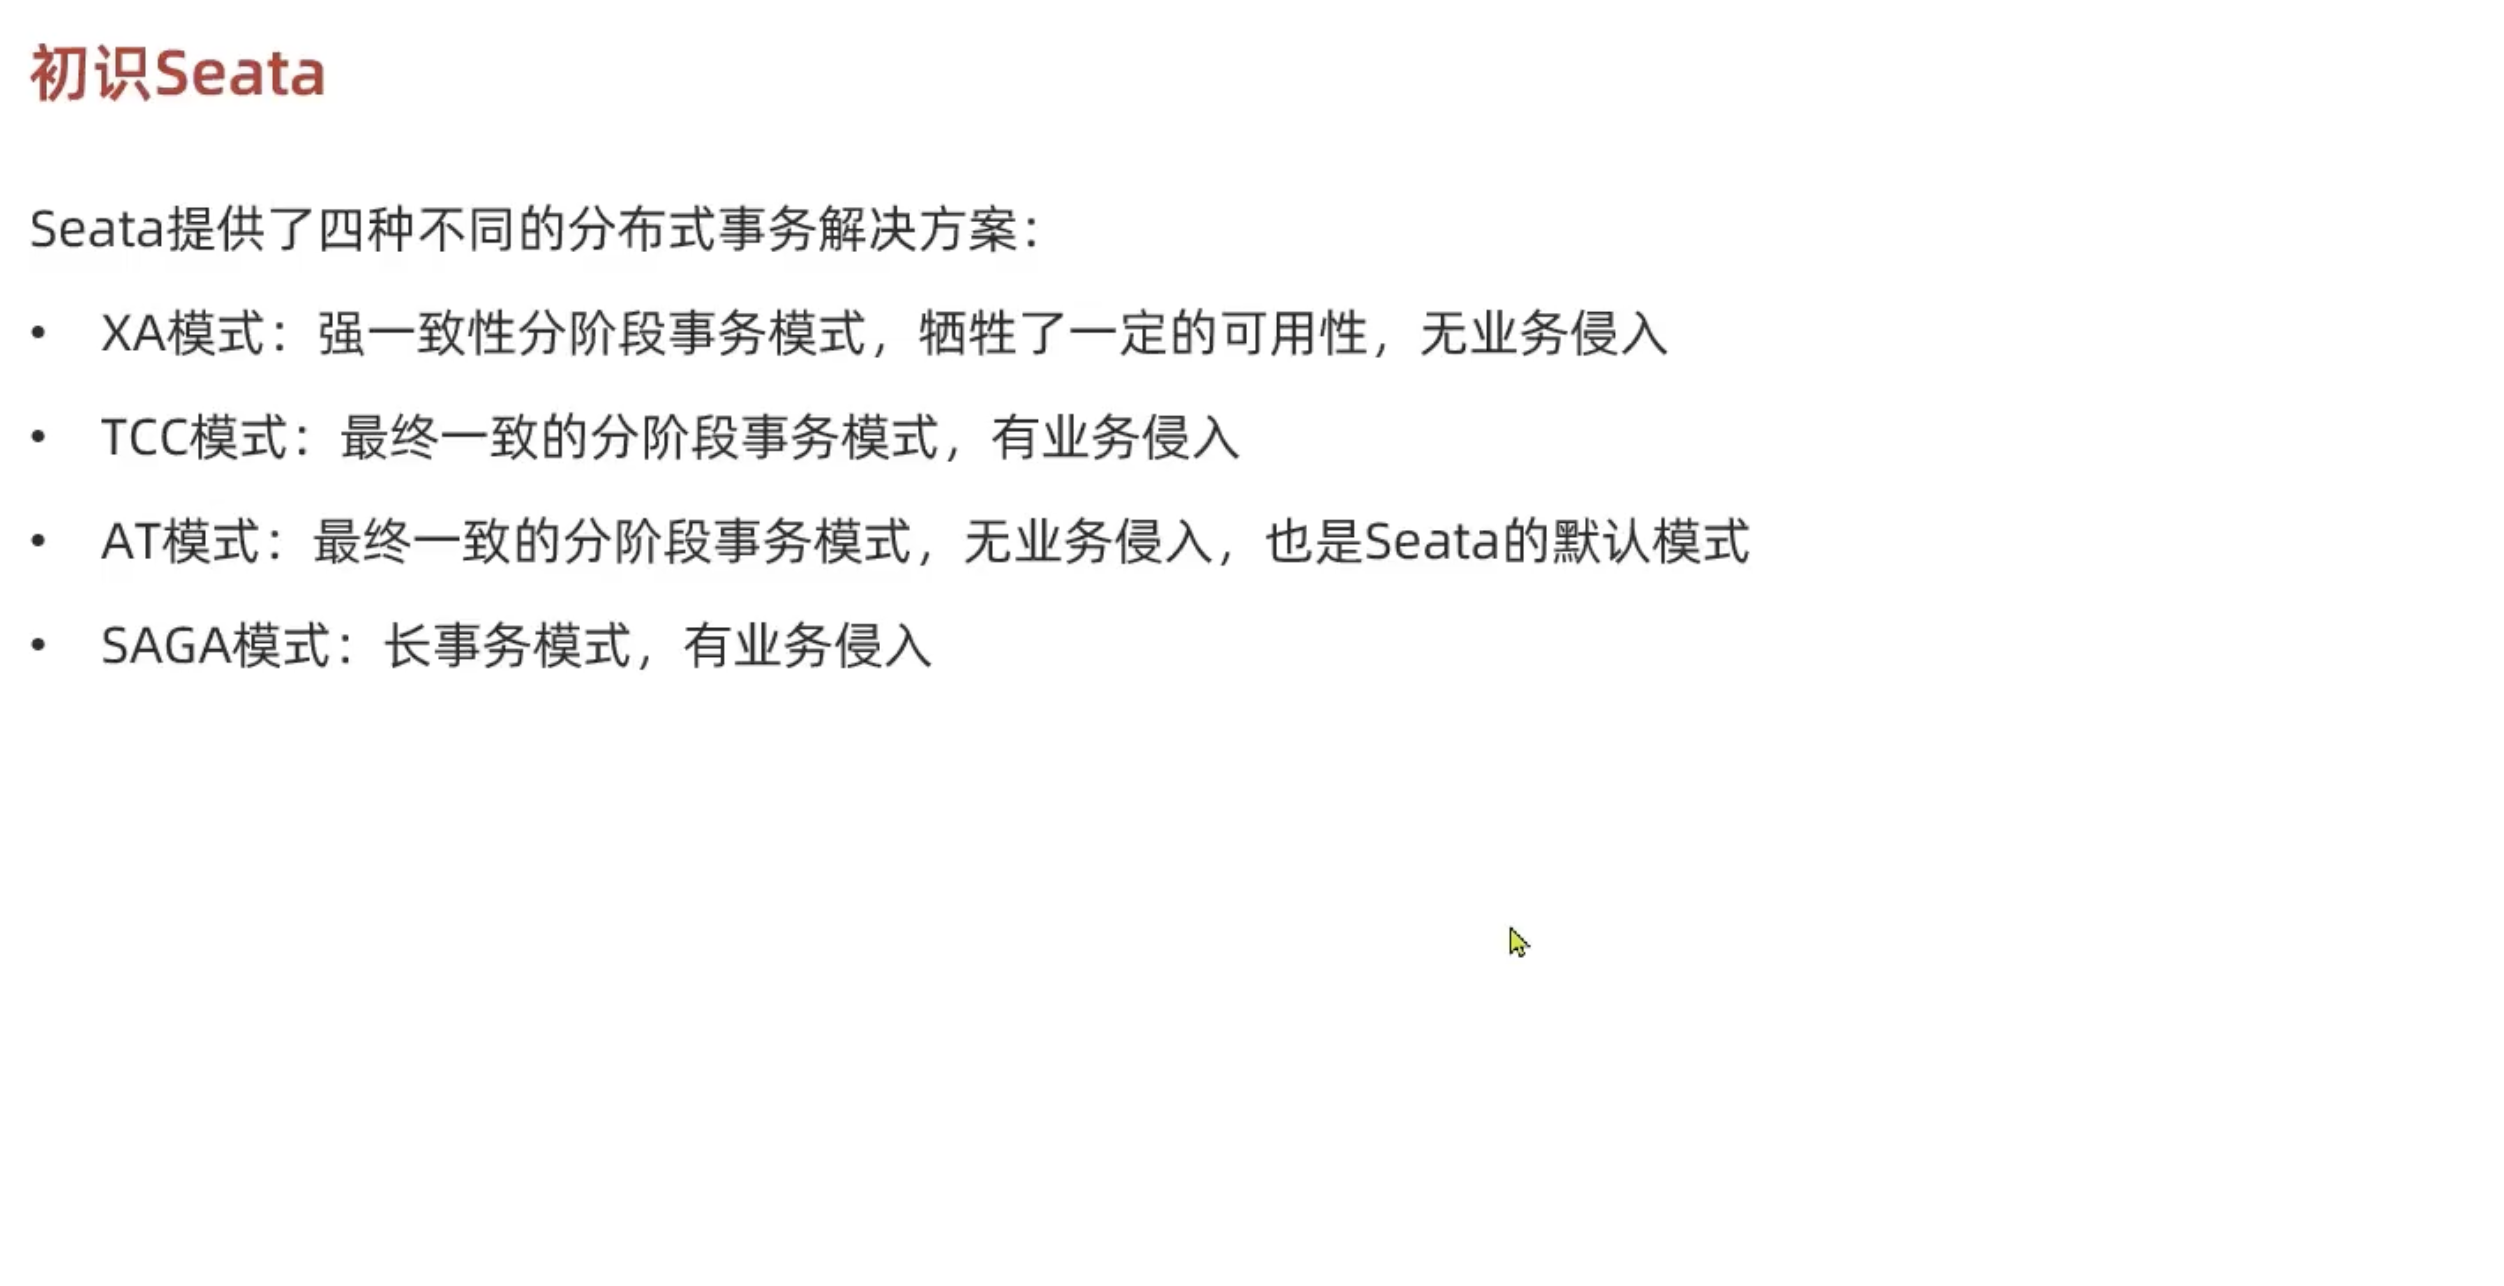 初识Seata
Seata提供了四种不同的分布式事务解决方案：
• XA模式：强一致性分阶段事务模式，牺牲了一定的可用性，无业务侵入
• TCC模式：最终一致的分阶段事务模式，有业务侵入
• AT模式：最终一致的分阶段事务模式，无业务侵入，也是Seata的默认模式
• SAGA模式：长事务模式，有业务侵入